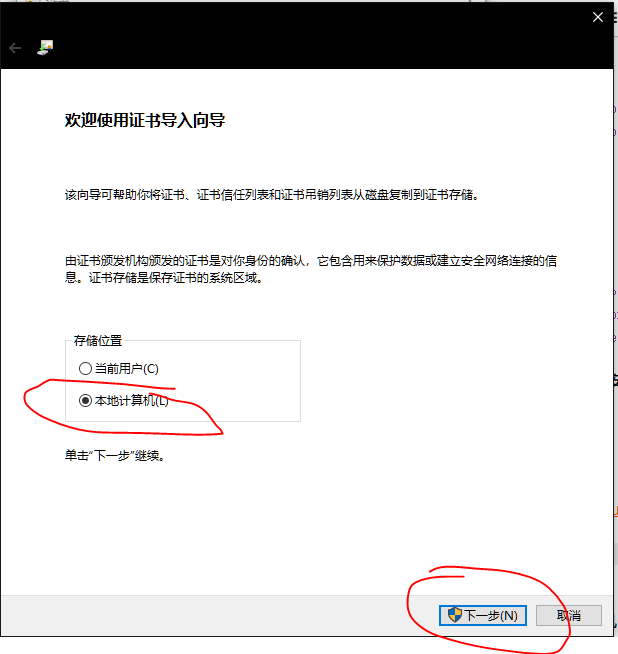 欢迎使用证书导入向导
该向导可帮助你将证书、证书信任列表和证书吊销列表从磁盘复制到证书存储。
由证书颁发机构颁发的证书是对你身份的确认，它包含用来保护数据或建立安全网络连接的信
息。证书存储是保存证书的系统区域。
存储位置
当前用户(C)
本地计算机(L)
单击“下一步”继续。
下一步(N)
取消